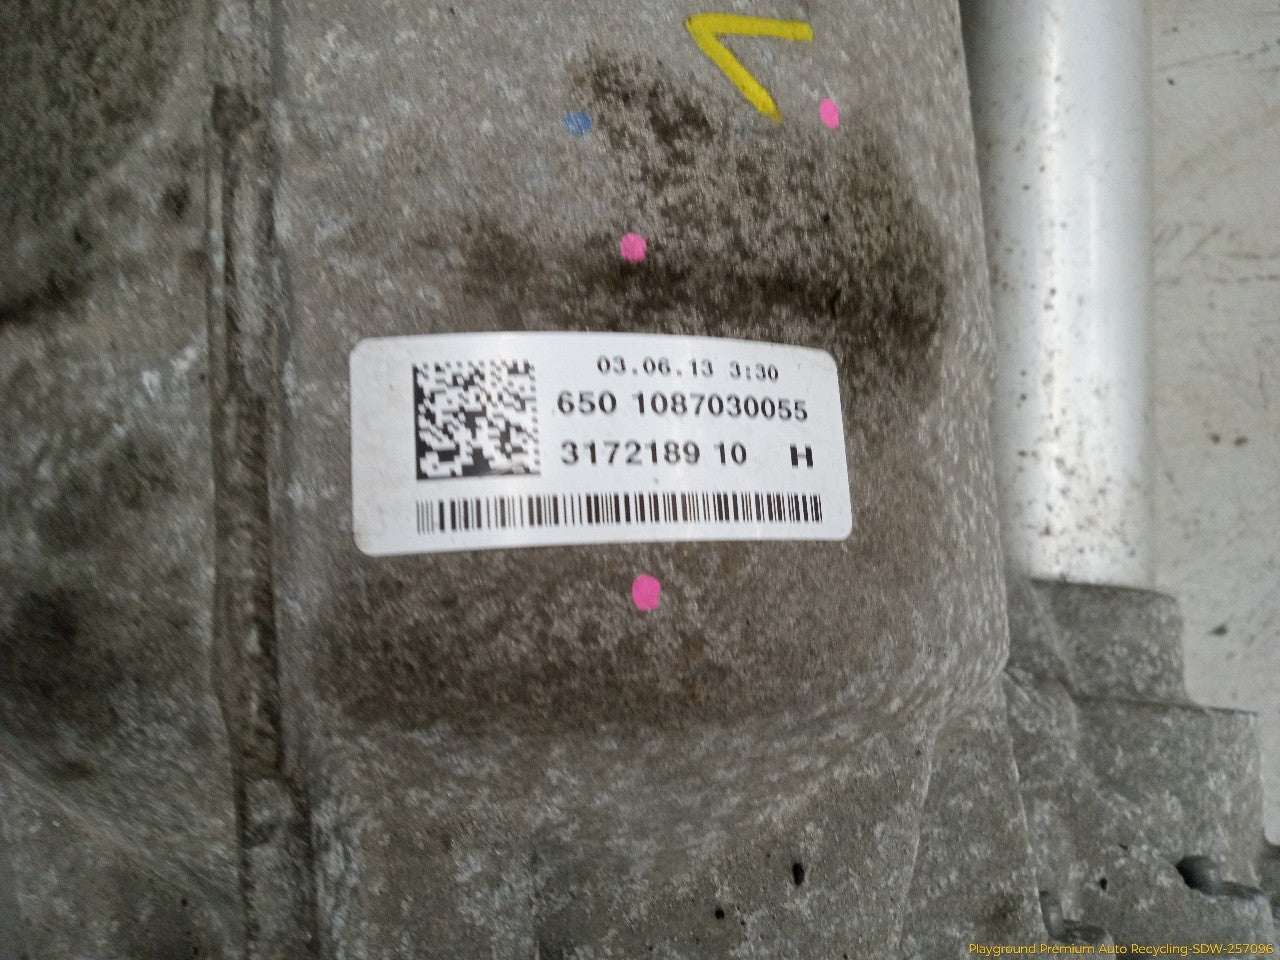 03.06.13 3:30
650 1087030055
3172189 10 H
Playground Premium Auto Recycling-SDW-257096